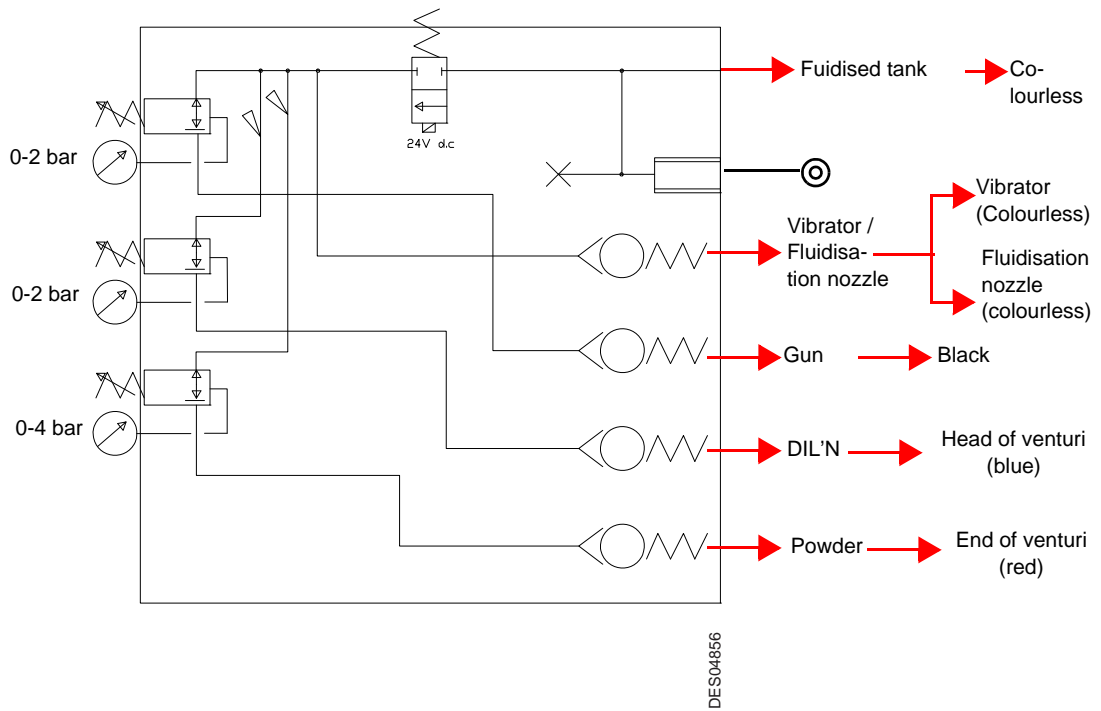 24V d.c
Fuidised tank
Co-
lourless
0-2 bar
Vibrator /
Fluidisa-
tion nozzle
Vibrator
(Colourless)
Fluidisation
nozzle
(colourless)
0-2 bar
Gun
Black
0-4 bar
DIL'N
Head of venturi
(blue)
Powder
End of venturi
(red)
DES04856